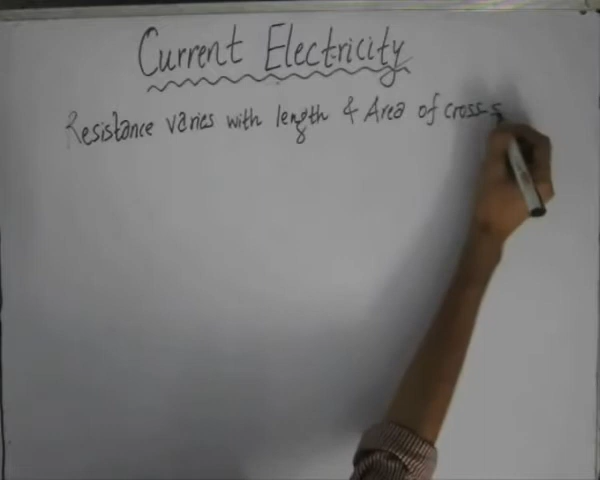 Current Electricity
Resistance varies with length & Area of cross-s